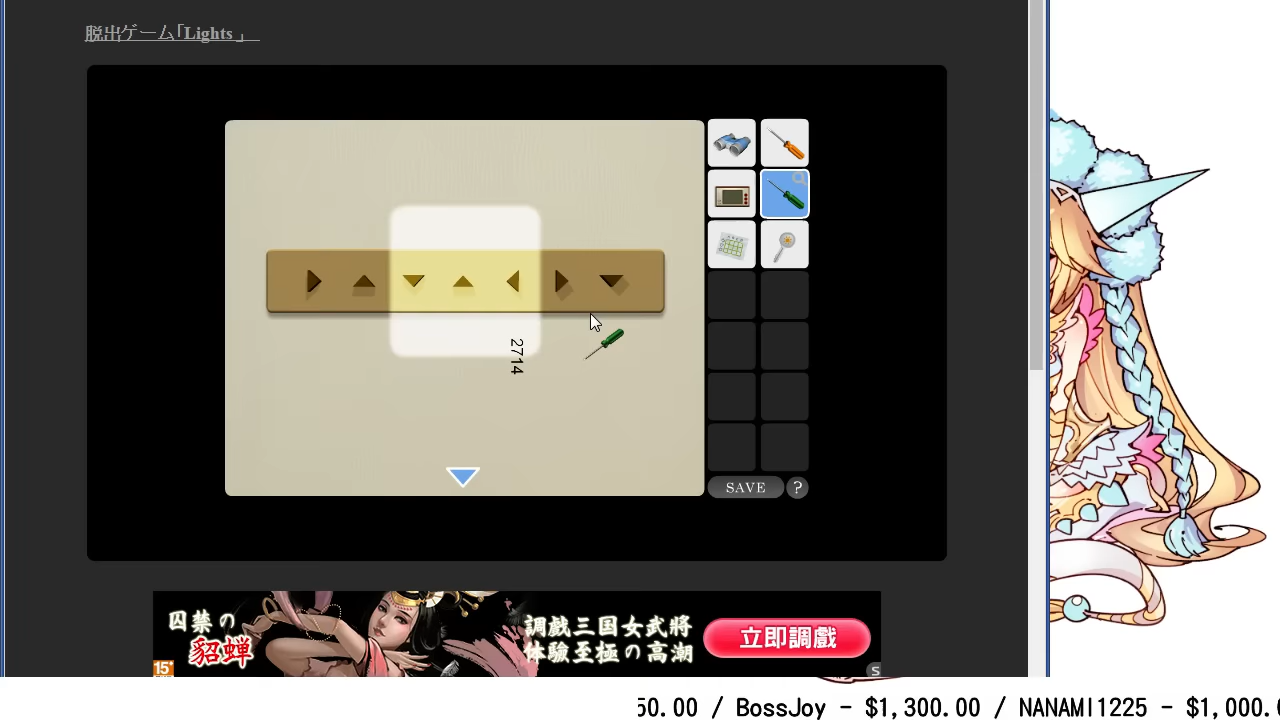 脱出ゲーム「Lights 」
2714
SAVE
?
囚禁の
貂蝉
調戲三国女武將
体験至極の高潮
立即調戲
15+
S
50.00 / BossJoy - $1,300.00 / NANAMI1225 - $1,000.0